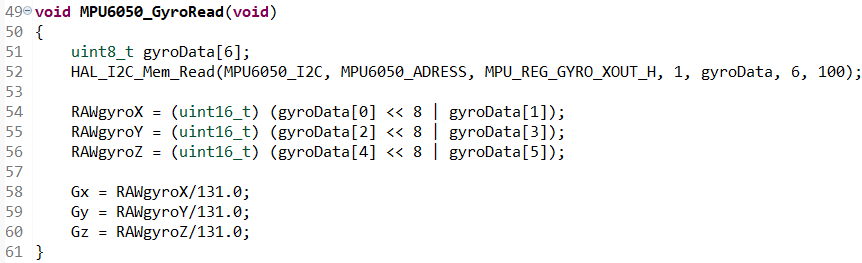 49 void MPU6050_GyroRead(void)
50 {
51     uint8_t gyroData[6];
52     HAL_I2C_Mem_Read(MPU6050_I2C, MPU6050_ADRESS, MPU_REG_GYRO_XOUT_H, 1, gyroData, 6, 100);
53
54     RAWgyroX = (uint16_t) (gyroData[0] << 8 | gyroData[1]);
55     RAWgyroY = (uint16_t) (gyroData[2] << 8 | gyroData[3]);
56     RAWgyroZ = (uint16_t) (gyroData[4] << 8 | gyroData[5]);
57
58     Gx = RAWgyroX/131.0;
59     Gy = RAWgyroY/131.0;
60     Gz = RAWgyroZ/131.0;
61 }